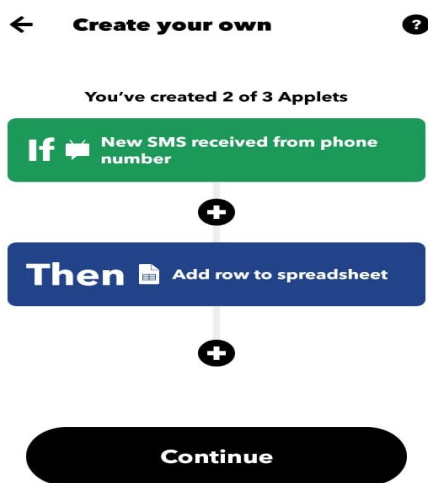 Create your own
?
You've created 2 of 3 Applets
If New SMS received from phone
number
Then Add row to spreadsheet
Continue